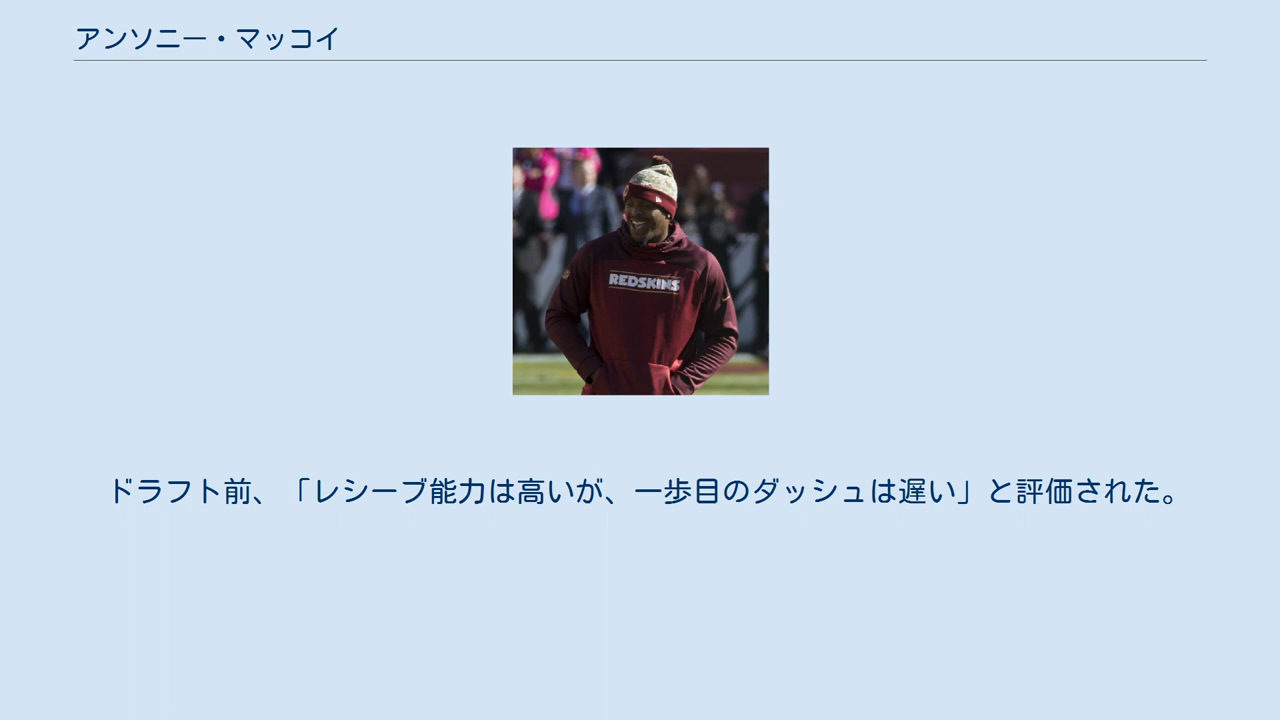 アンソニー・マッコイ
REDSKINS
ドラフト前、「レシーブ能力は高いが、一歩目のダッシュは遅い」と評価された。